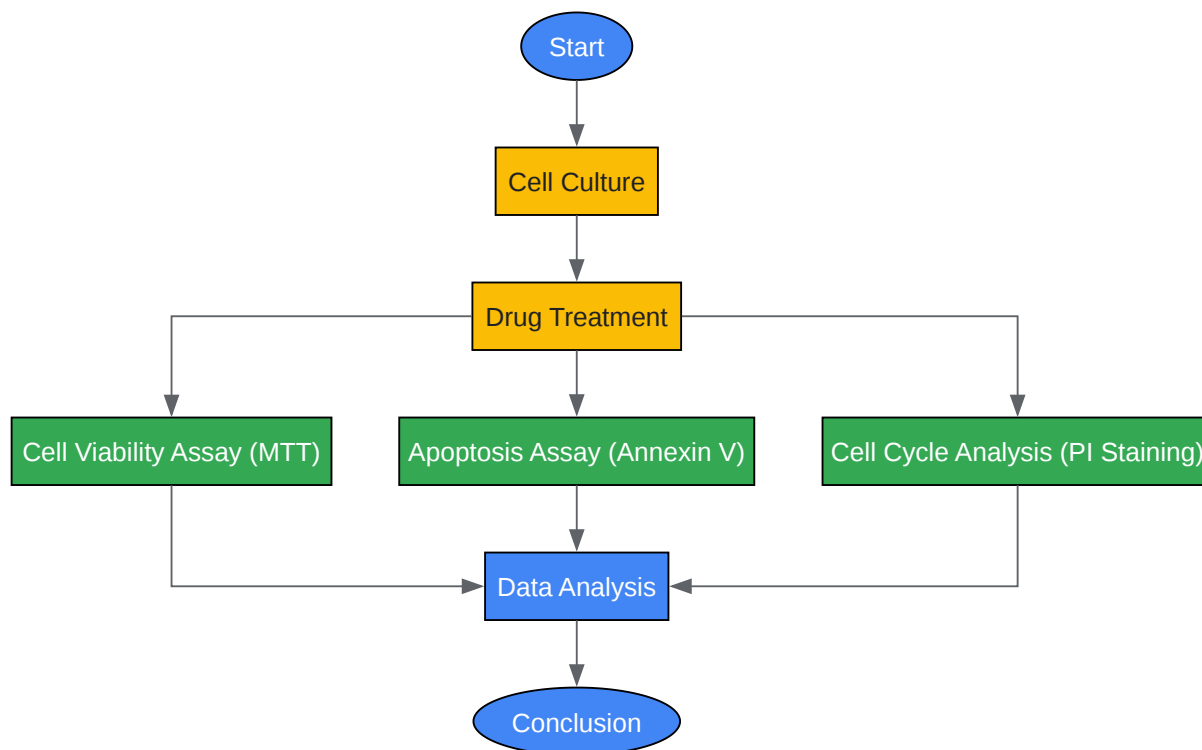 Start
Cell Culture
Drug Treatment
Cell Viability Assay (MTT)
Apoptosis Assay (Annexin V)
Cell Cycle Analysis (PI Staining)
Data Analysis
Conclusion